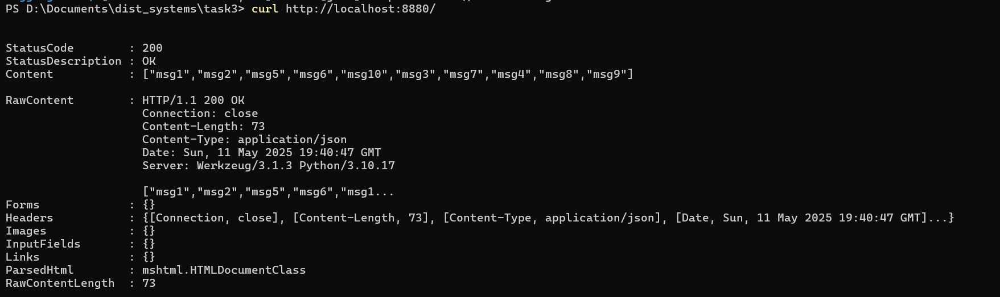 PS D:\Documents\dist_systems\task3> curl http://localhost:8880/
StatusCode        : 200
StatusDescription : OK
Content           : ["msg1","msg2","msg5","msg6","msg10","msg3","msg7","msg4","msg8","msg9"]
RawContent        : HTTP/1.1 200 OK
                    Connection: close
                    Content-Length: 73
                    Content-Type: application/json
                    Date: Sun, 11 May 2025 19:40:47 GMT
                    Server: Werkzeug/3.1.3 Python/3.10.17
                    ["msg1","msg2","msg5","msg6","msg1...
Forms             : {}
Headers           : {[Connection, close], [Content-Length, 73], [Content-Type, application/json], [Date, Sun, 11 May 2025 19:40:47 GMT]...}
Images            : {}
InputFields       : {}
Links             : {}
ParsedHtml        : mshtml.HTMLDocumentClass
RawContentLength  : 73